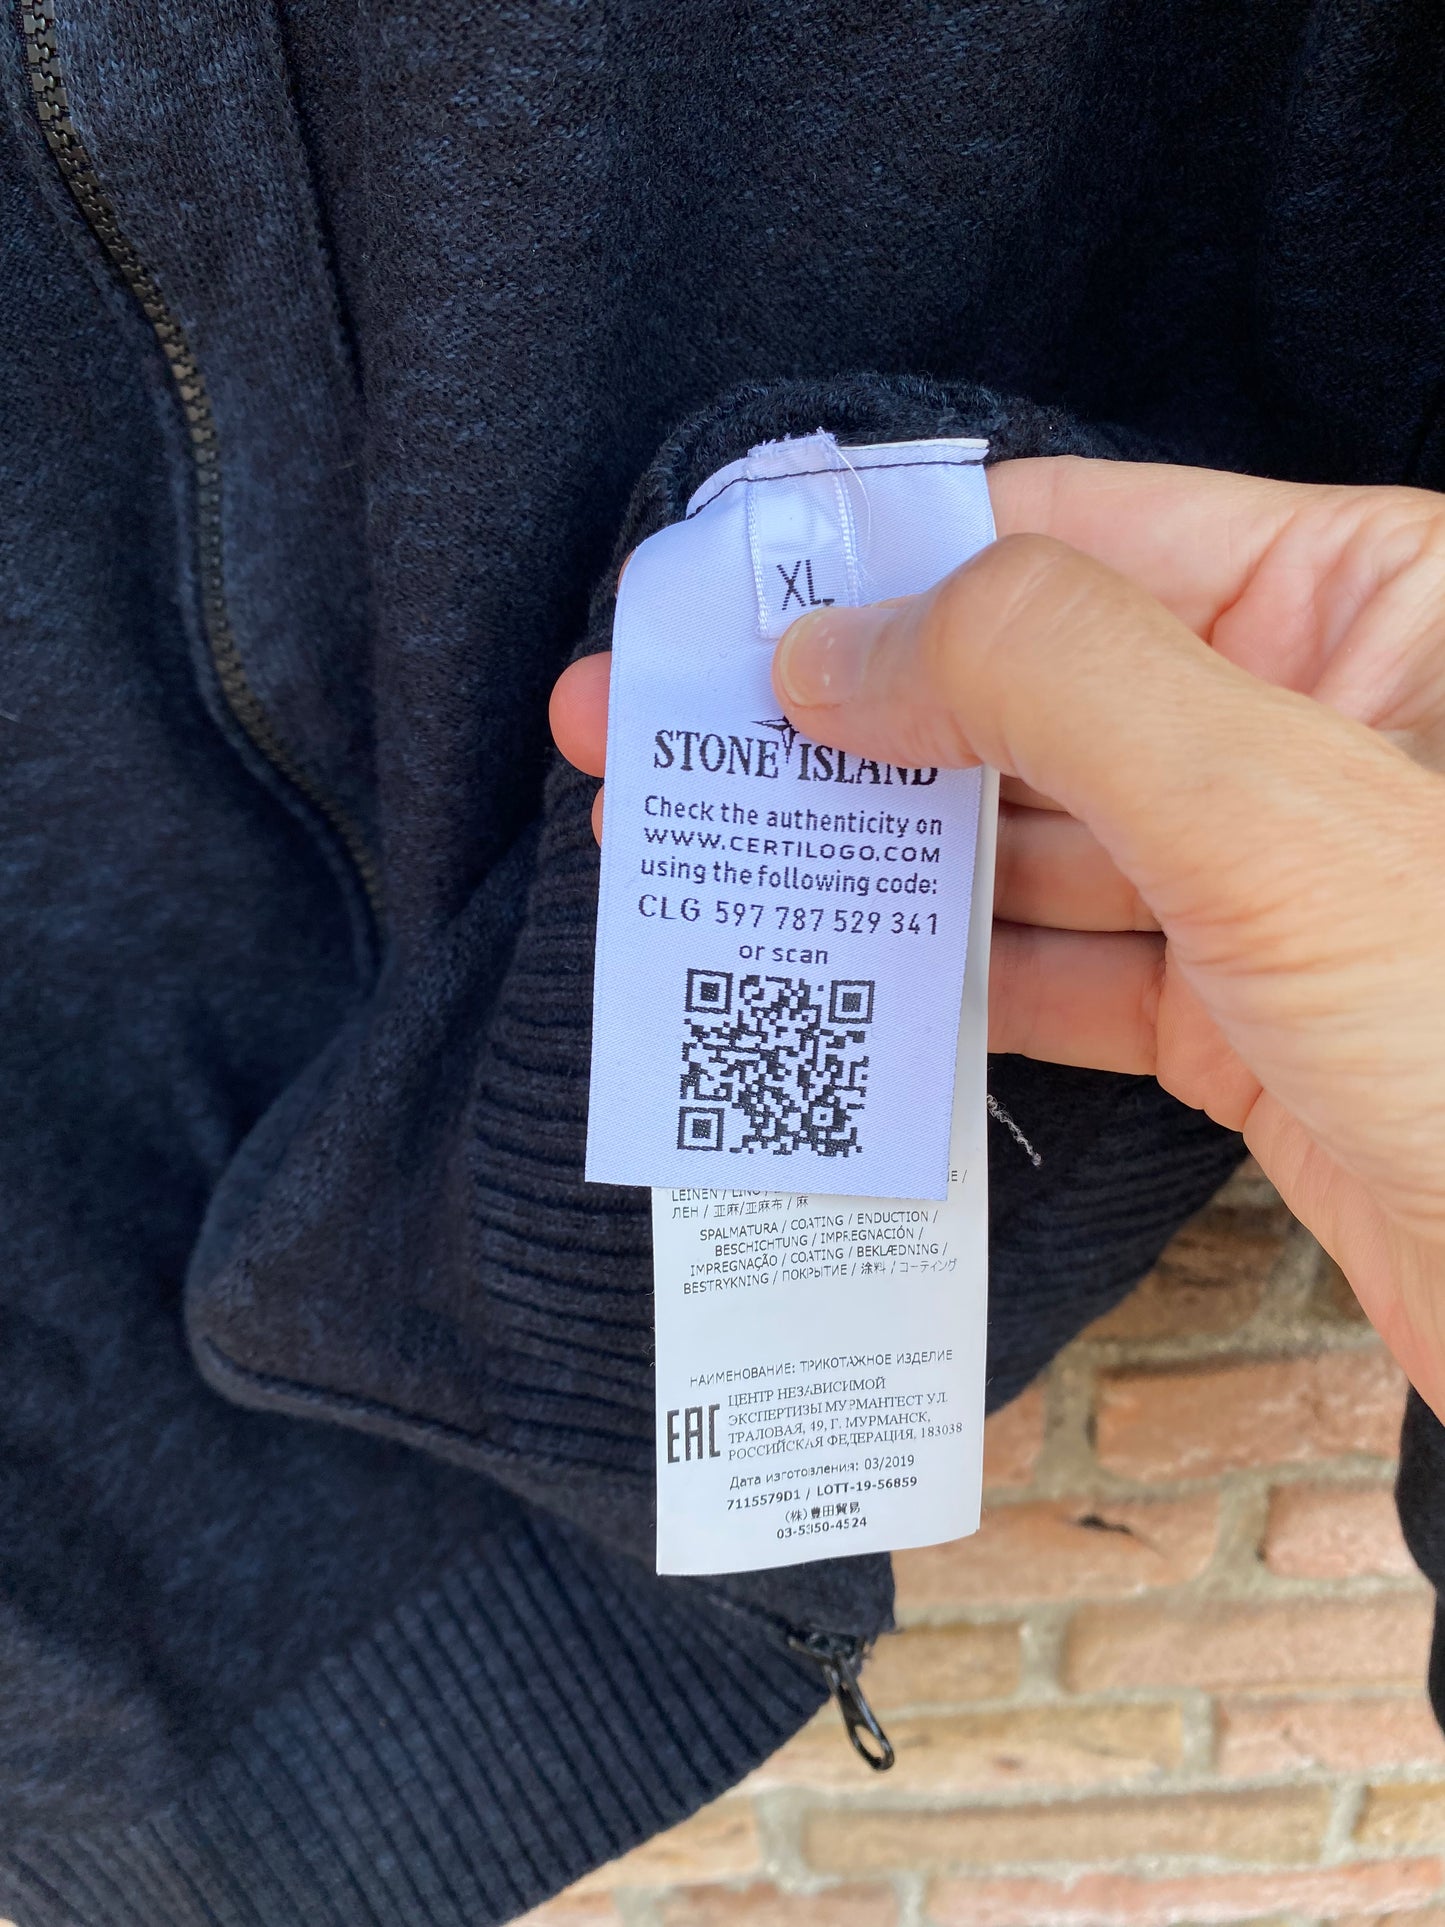 XL
STONE ISLAND
Check the authenticity on
WWW.CERTILOGO.COM
using the following code:
CLG 597 787 529 341
or scan
LEINEN / LINO /
ЛЕН / 亚麻/亚麻布 / 麻
SPALMATURA / COATING / ENDUCTION /
BESCHICHTUNG / IMPREGNACIÓN /
IMPREGNAÇÃO / COATING / BEKLÆDNING /
BESTRYKNING / ПОКРЫТИЕ / 涂料 / コーティング
НАИМЕНОВАНИЕ: ТРИКОТАЖНОЕ ИЗДЕЛИЕ
EAC
ЦЕНТР НЕЗАВИСИМОЙ
ЭКСПЕРТИЗЫ МУРМАНТЕСТ УЛ.
ТРАЛОВАЯ, 49, Г. МУРМАНСК,
РОССИЙСКАЯ ФЕДЕРАЦИЯ, 183038
Дата изготовления: 03/2019
7115579D1 / LOTT-19-56859
(株) 豊田貿易
03-5350-4524